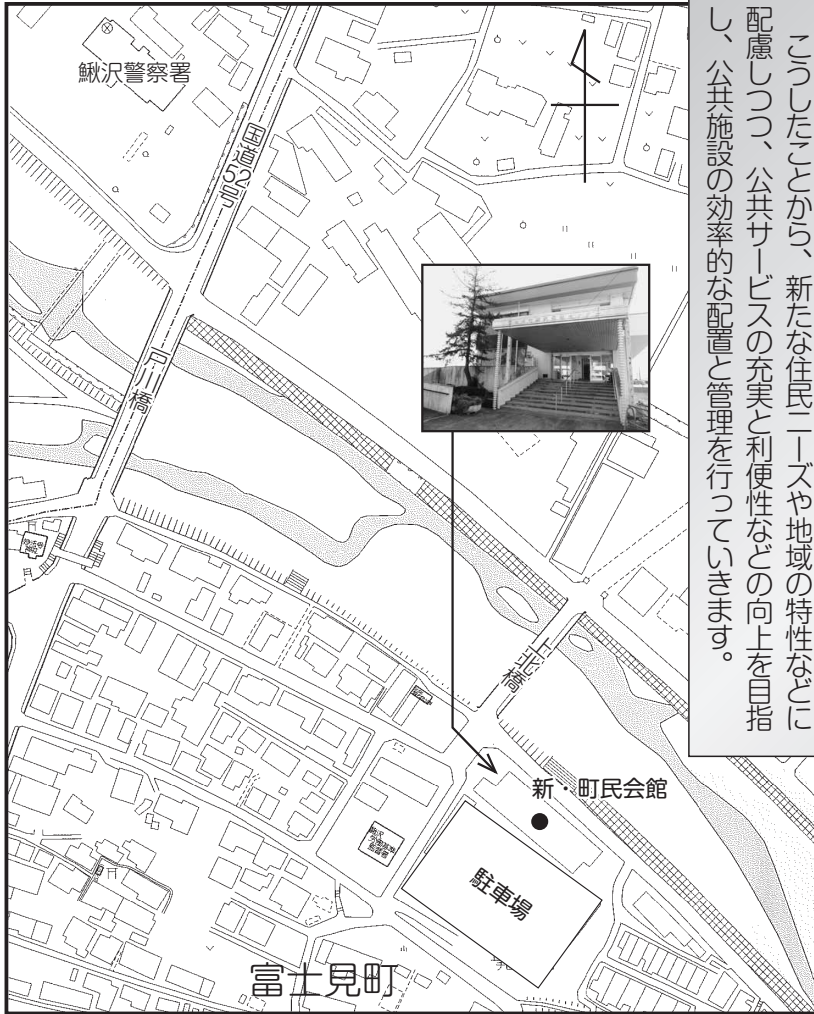 こうしたことから、新たな住民ニーズや地域の特性などに
配慮しつつ、公共サービスの充実と利便性などの向上を目指
し、公共施設の効率的な配置と管理を行っていきます。
鰍沢警察署
国道52号
戸川橋
上北橋
新・町民会館
駐車場
富士見町